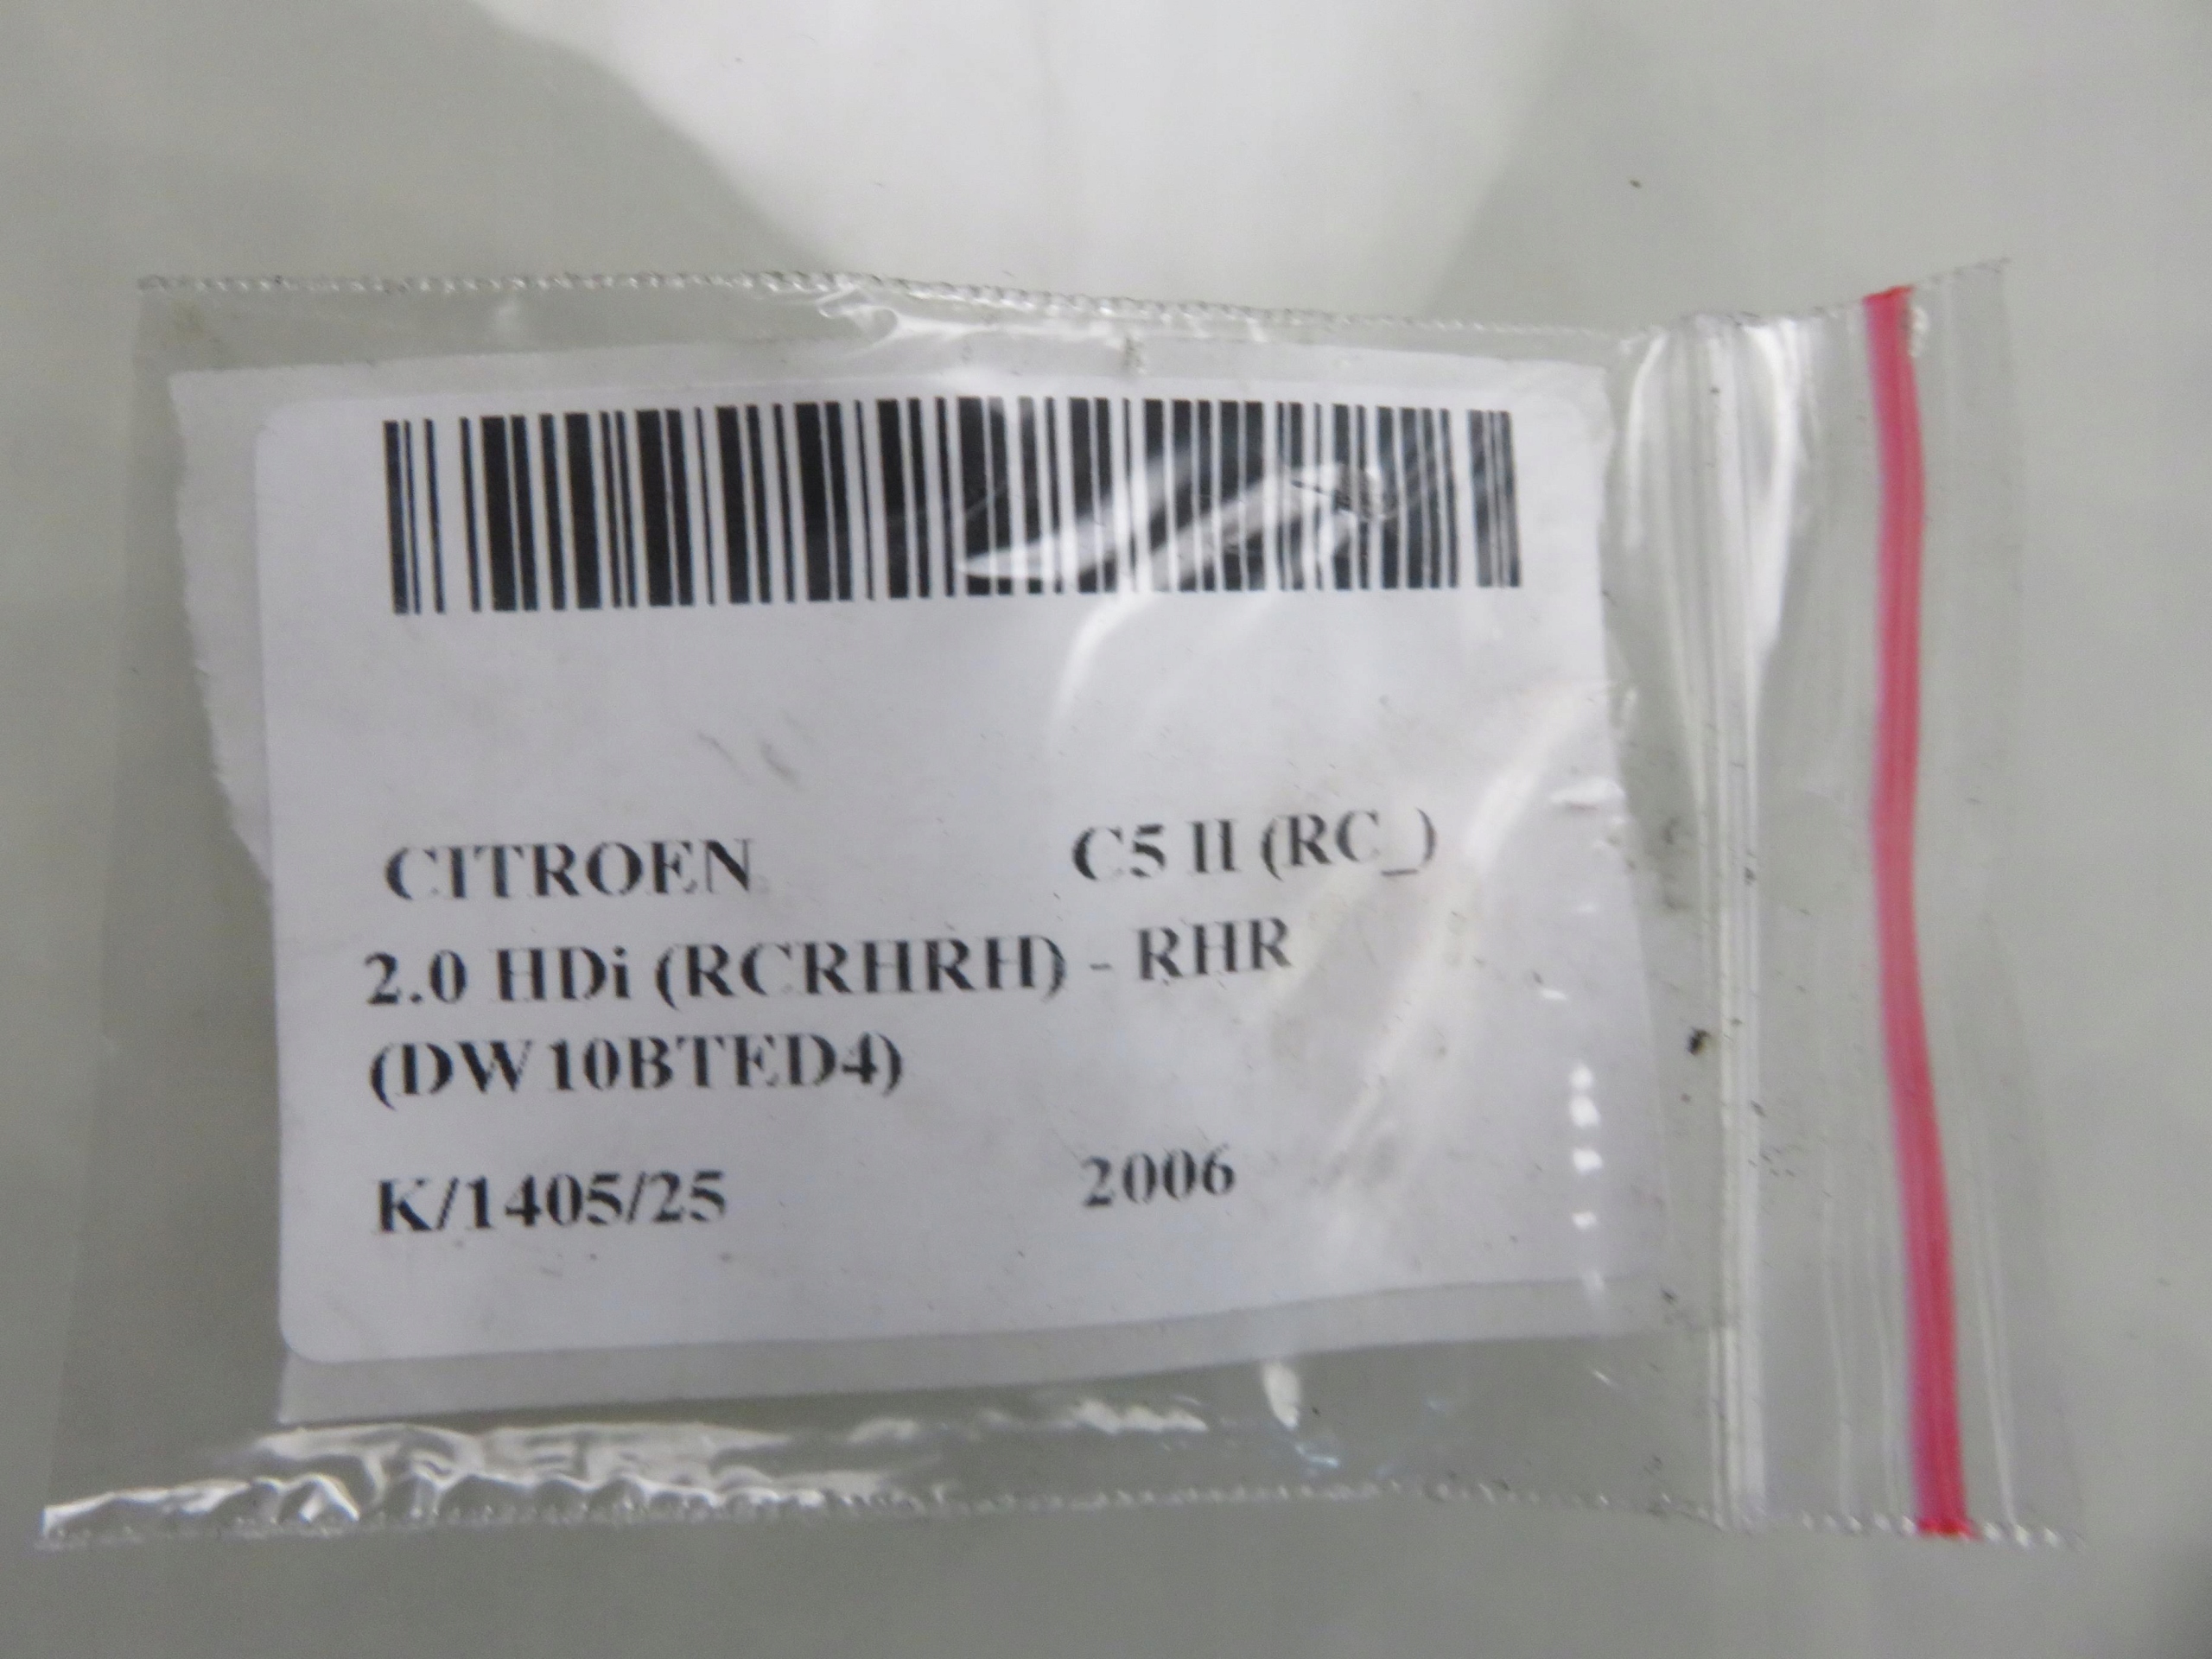 CITROEN C5 II (RC_)
2.0 HDi (RCRHRH) - RHR
(DW10BTED4)
K/1405/25 2006